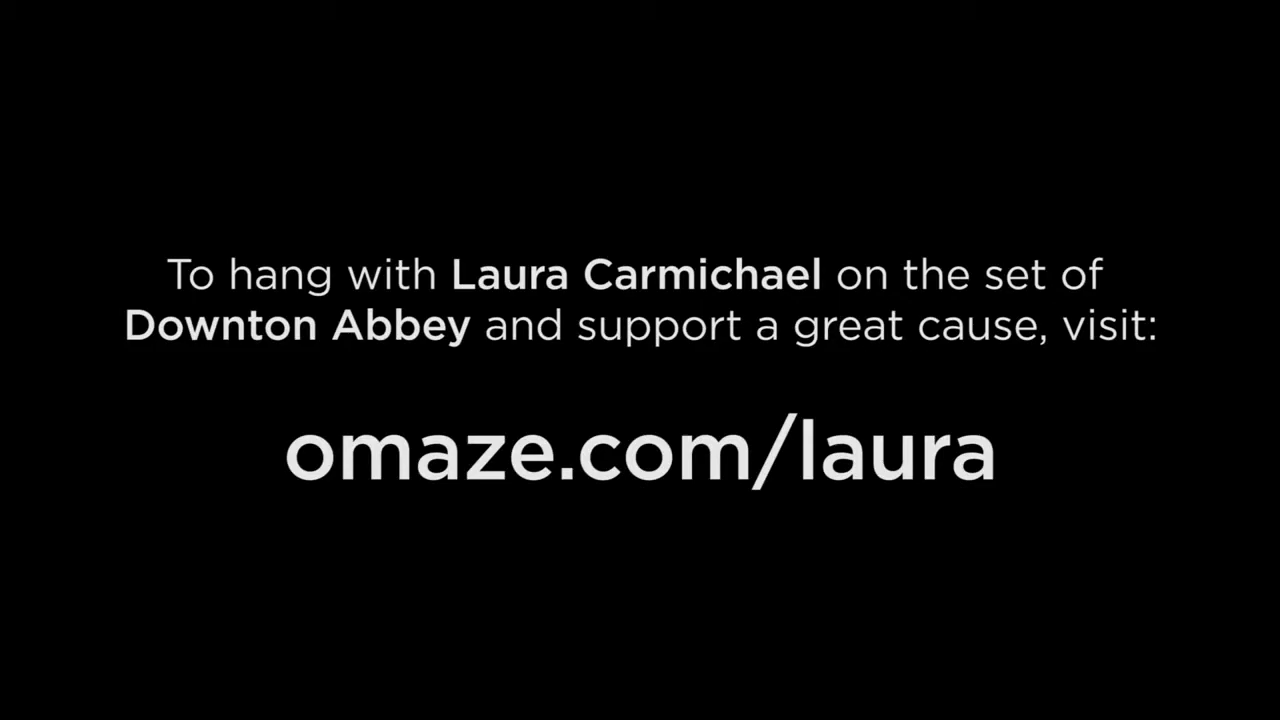 To hang with Laura Carmichael on the set of
Downton Abbey and support a great cause, visit:
omaze.com/laura